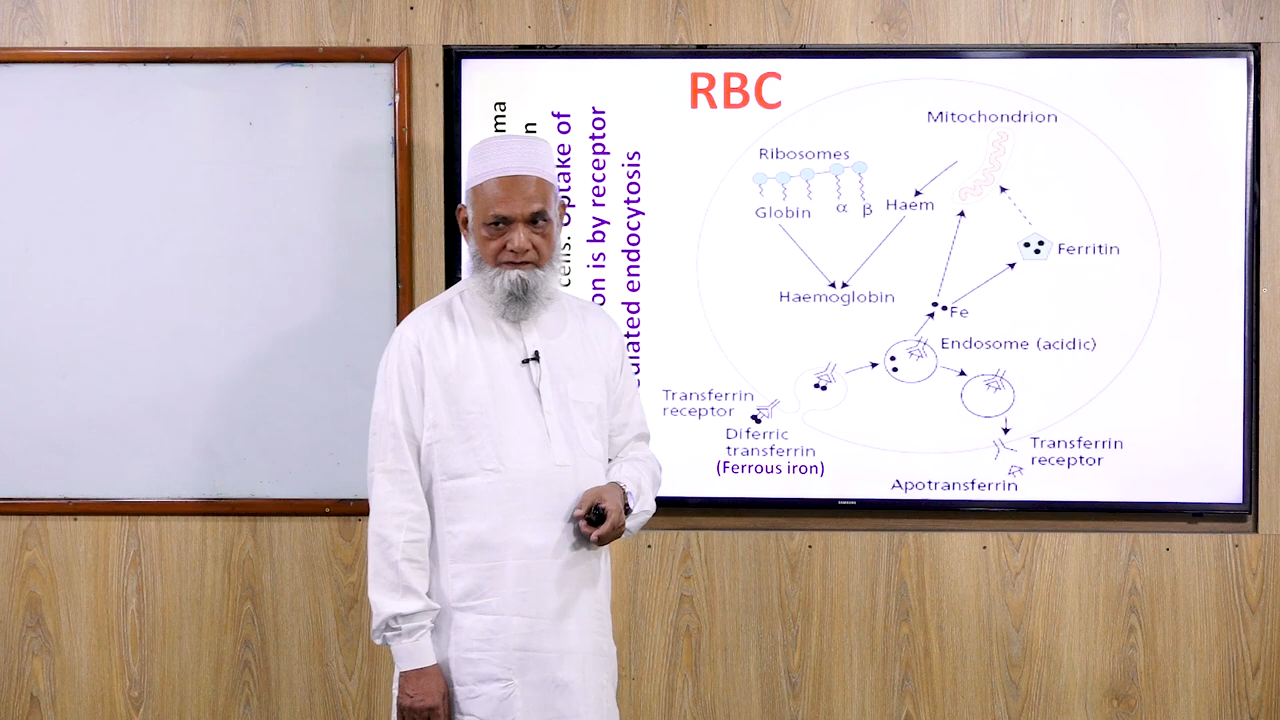 RBC
ma
n
cells. Uptake of
on is by receptor
endocytosis
Mitochondrion
Ribosomes
Globin
α
β
Haem
Ferritin
Haemoglobin
Fe
Endosome (acidic)
Transferrin
receptor
Diferric
transferrin
(Ferrous iron)
Transferrin
receptor
Apotransferrin
SAMSUNG